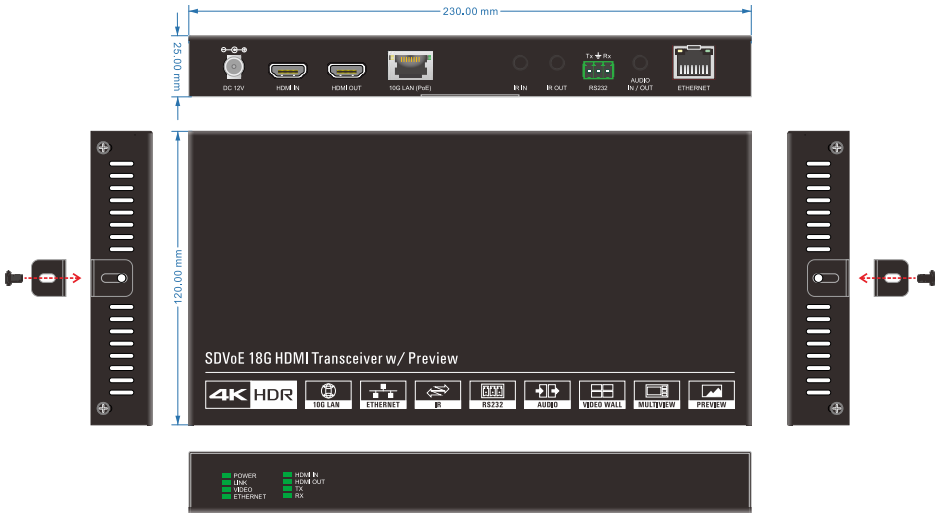 230.00 mm
25.00 mm
Tx Rx
DC 12V
HDMI IN
HDMI OUT
10G LAN (PoE)
IR IN
IR OUT
RS232
AUDIO
IN / OUT
ETHERNET
120.00 mm
SDVoE 18G HDMI Transceiver w/ Preview
4K HDR
10G LAN
ETHERNET
IR
RS232
AUDIO
VIDEO WALL
MULTIVIEW
PREVIEW
POWER
LINK
VIDEO
ETHERNET
HDMI IN
HDMI OUT
TX
RX